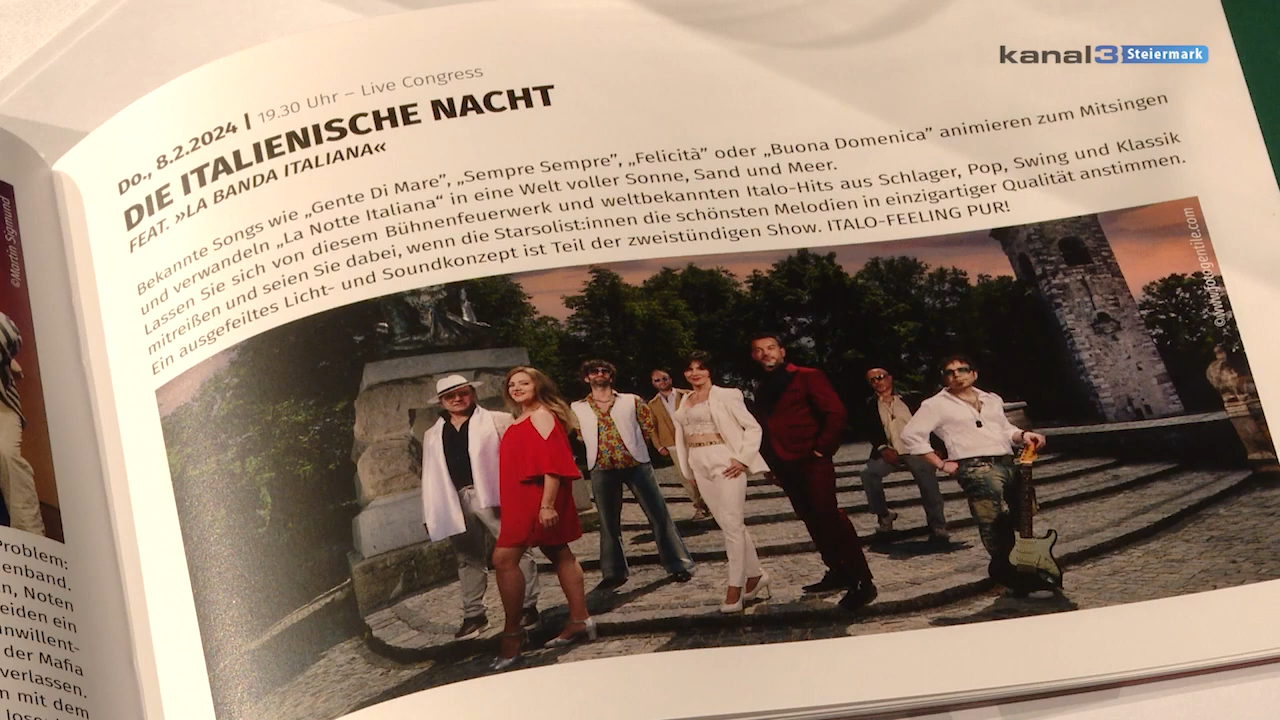 kanal3 Steiermark
Do., 8.2.2024 | 19.30 Uhr – Live Congress
DIE ITALIENISCHE NACHT
FEAT. »LA BANDA ITALIANA«
Bekannte Songs wie „Gente Di Mare”, „Sempre Sempre”, „Felicità” oder „Buona Domenica” animieren zum Mitsingen
und verwandeln „La Notte Italiana“ in eine Welt voller Sonne, Sand und Meer.
Lassen Sie sich von diesem Bühnenfeuerwerk und weltbekannten Italo-Hits aus Schlager, Pop, Swing und Klassik
mitreißen und seien Sie dabei, wenn die Starsolist:innen die schönsten Melodien in einzigartiger Qualität anstimmen.
Ein ausgefeiltes Licht- und Soundkonzept ist Teil der zweistündigen Show. ITALO-FEELING PUR!
©www.fotogentile.com
©Martin Sigmund
Problem:
enband.
n, Noten
eiden ein
nwillent-
der Mafia
verlassen.
n mit dem